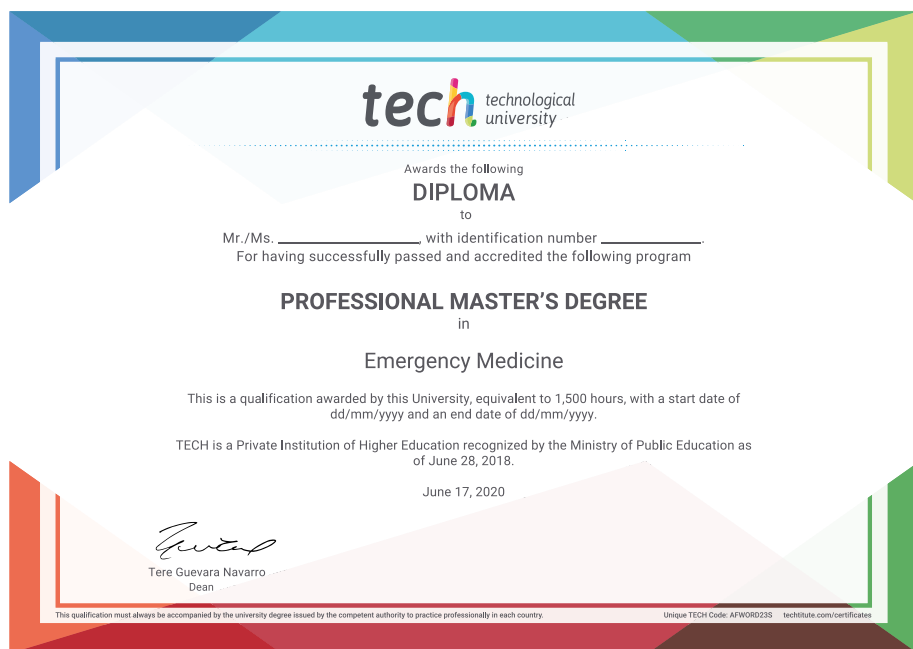 tech technological
university
Awards the following
DIPLOMA
to
Mr./Ms. ____________________, with identification number ______________.
For having successfully passed and accredited the following program
PROFESSIONAL MASTER'S DEGREE
in
Emergency Medicine
This is a qualification awarded by this University, equivalent to 1,500 hours, with a start date of
dd/mm/yyyy and an end date of dd/mm/yyyy.
TECH is a Private Institution of Higher Education recognized by the Ministry of Public Education as
of June 28, 2018.
June 17, 2020
Tere Guevara Navarro
Dean
This qualification must always be accompanied by the university degree issued by the competent authority to practice professionally in each country. Unique TECH Code: AFWORD23S techtitute.com/certificates